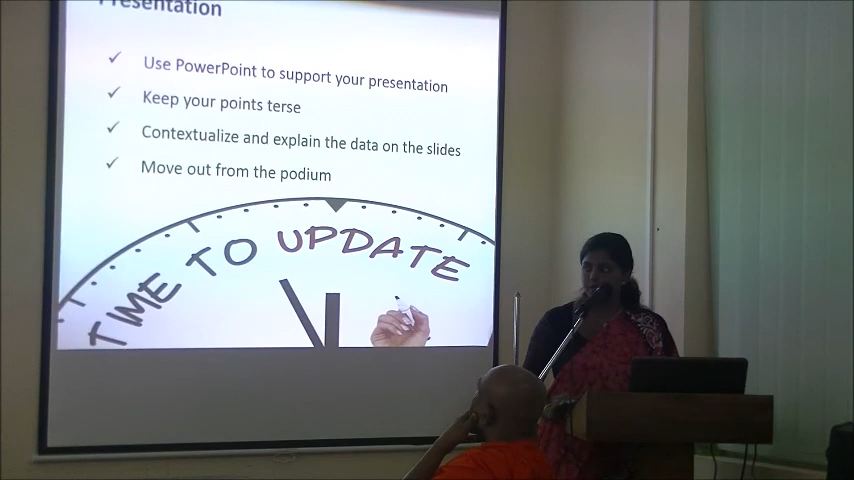 Presentation
Use PowerPoint to support your presentation
Keep your points terse
Contextualize and explain the data on the slides
Move out from the podium
TIME TO UPDATE